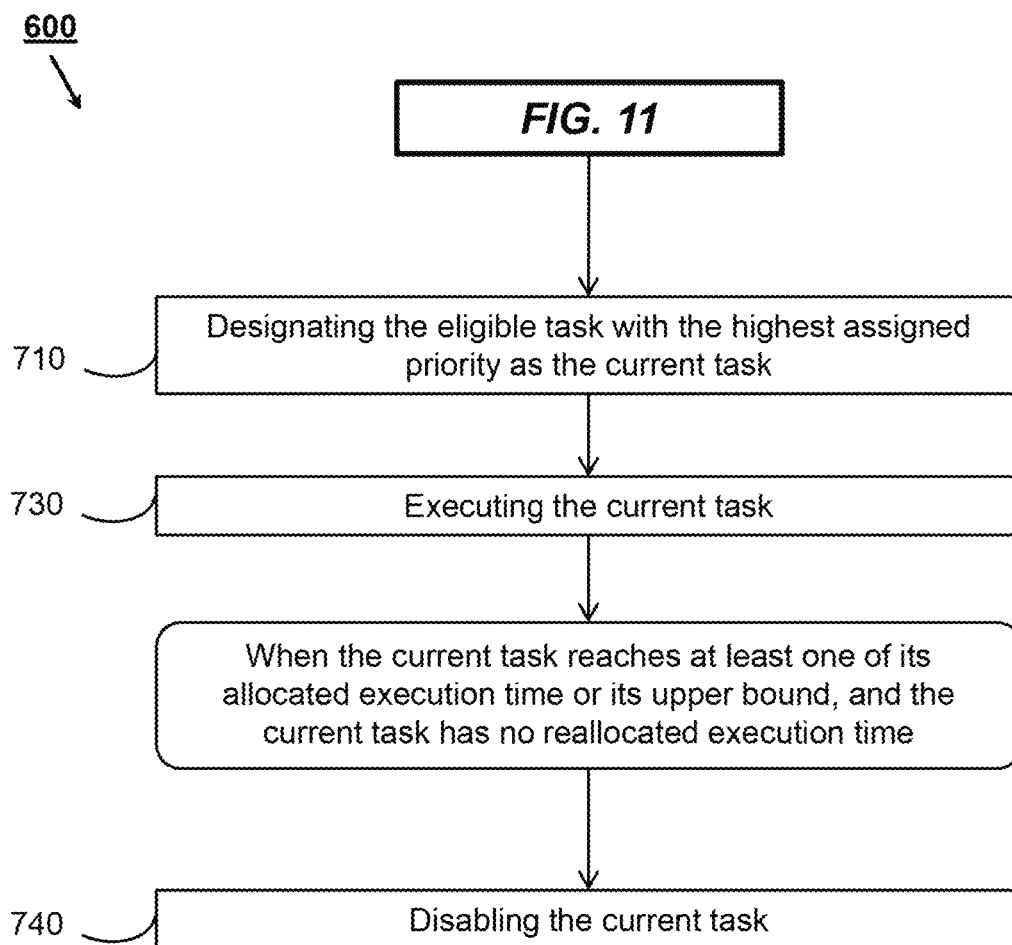 600
FIG. 11
Designating the eligible task with the highest assigned
priority as the current task
710
Executing the current task
730
When the current task reaches at least one of its
allocated execution time or its upper bound, and the
current task has no reallocated execution time
Disabling the current task
740